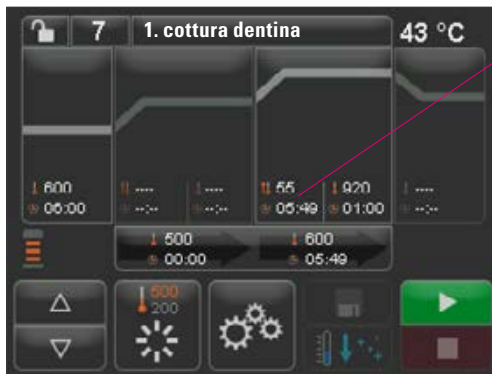 7 1. cottura dentina 43 °C
600 ---- ---- 55 920 ----
06:00 --:-- --:-- 05:49 01:00 --:--
500 600
00:00 05:49
500
200